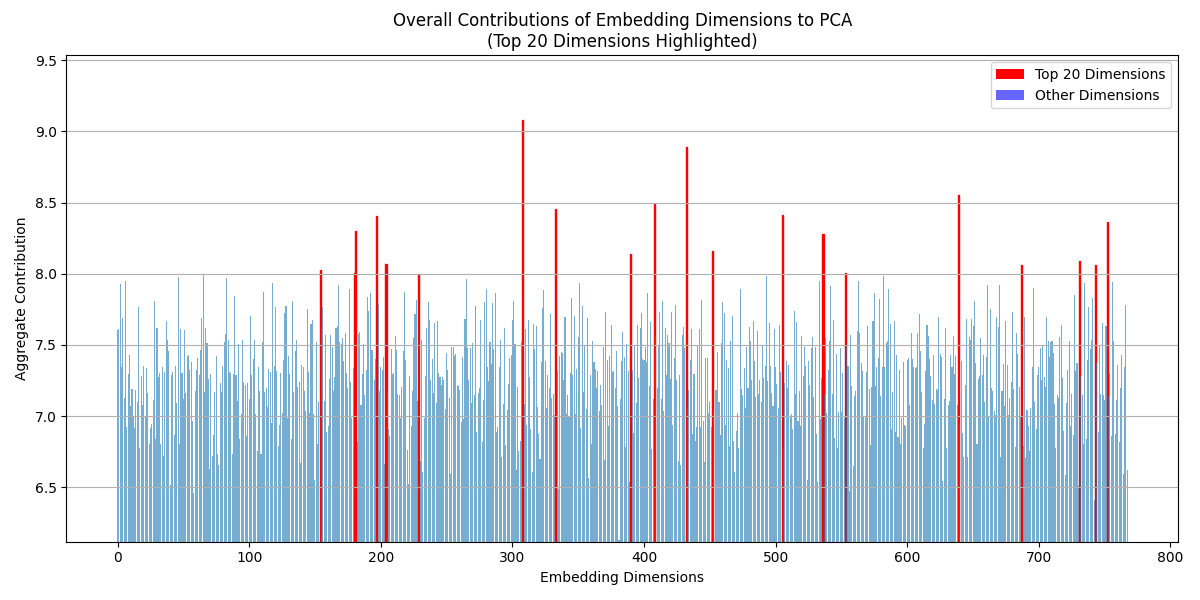 Overall Contributions of Embedding Dimensions to PCA
(Top 20 Dimensions Highlighted)
Top 20 Dimensions
Other Dimensions
Aggregate Contribution
9.5
9.0
8.5
8.0
7.5
7.0
6.5
0 100 200 300 400 500 600 700 800
Embedding Dimensions